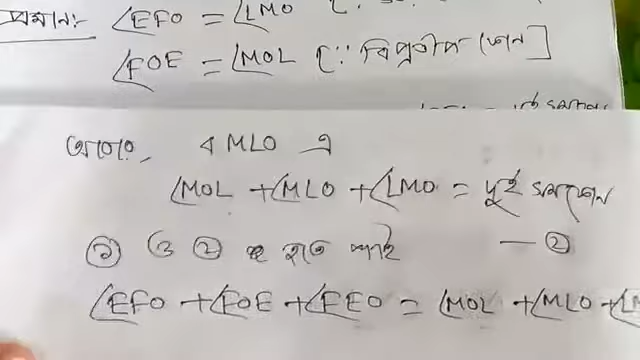 প্রমাণঃ- ∠EFO = ∠LMO [∵
∠FOE = ∠MOL [∵ বিপ্রতীপ কোন]
আবার, △MLO এ
∠MOL + ∠MLO + ∠LMO = দুই সমকোন
— ②
① ও ② হতে পাই
∠EFO + ∠FOE + ∠FEO = ∠MOL + ∠MLO + ∠